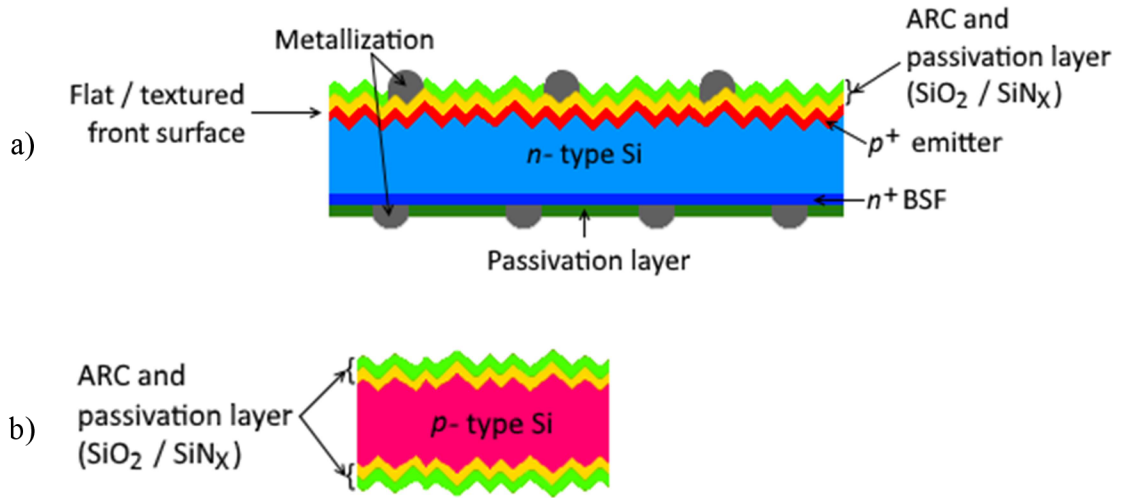 Metallization
ARC and
passivation layer
(SiO2 / SiNX)
Flat / textured
front surface
a)
p+ emitter
n- type Si
n+ BSF
Passivation layer
ARC and
passivation layer
(SiO2 / SiNX)
b)
p- type Si